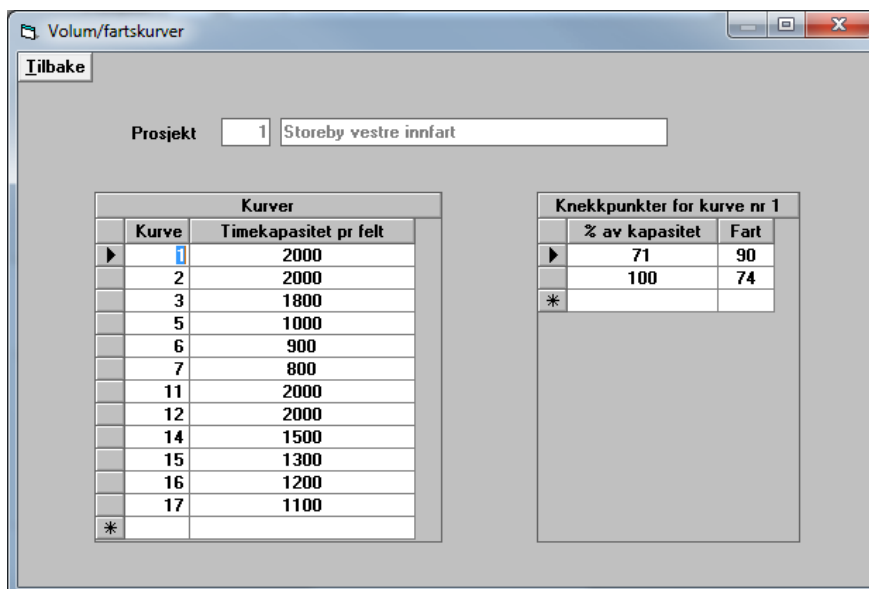 Volum/fartskurver
Tilbake
Prosjekt 1 Storeby vestre innfart
Kurver
Kurve Timekapasitet pr felt
1 2000
2 2000
3 1800
5 1000
6 900
7 800
11 2000
12 2000
14 1500
15 1300
16 1200
17 1100
Knekkpunkter for kurve nr 1
% av kapasitet Fart
71 90
100 74